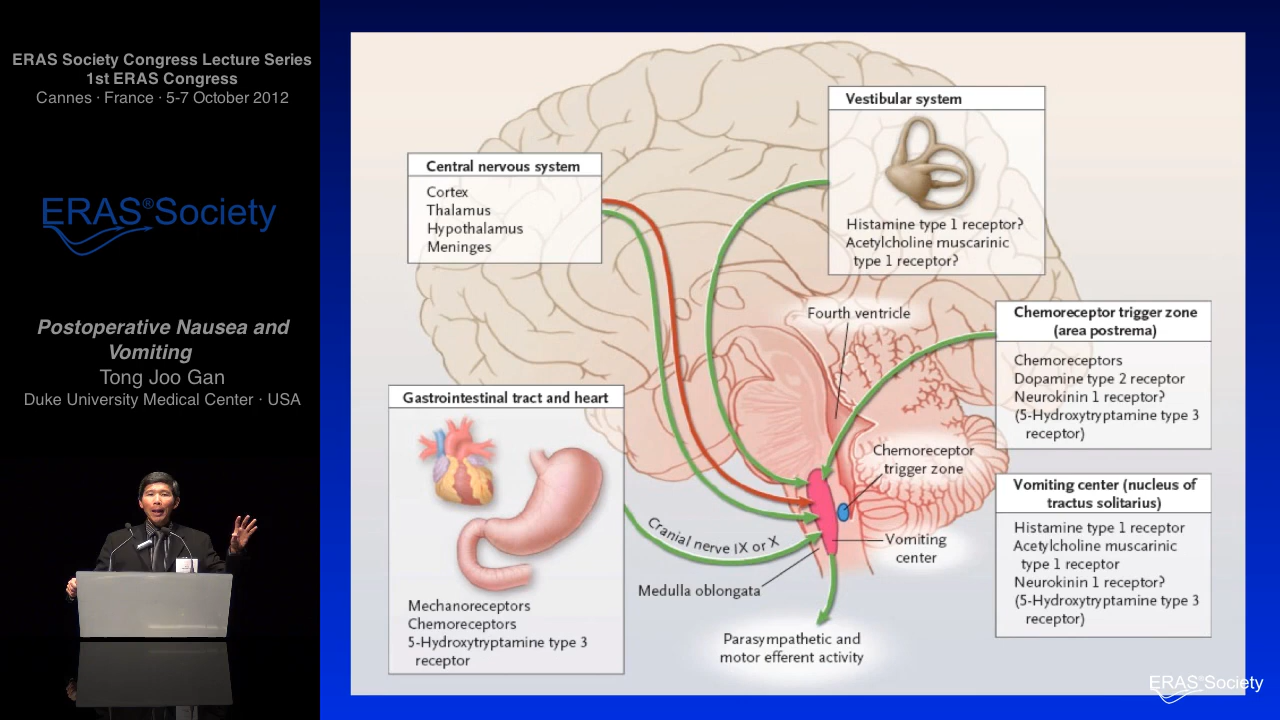 ERAS Society Congress Lecture Series
1st ERAS Congress
Cannes · France · 5-7 October 2012
ERAS®Society
Postoperative Nausea and
Vomiting
Tong Joo Gan
Duke University Medical Center · USA
Central nervous system
Cortex
Thalamus
Hypothalamus
Meninges
Vestibular system
Histamine type 1 receptor?
Acetylcholine muscarinic
type 1 receptor?
Fourth ventricle
Chemoreceptor trigger zone
(area postrema)
Chemoreceptors
Dopamine type 2 receptor
Neurokinin 1 receptor?
(5-Hydroxytryptamine type 3
receptor)
Gastrointestinal tract and heart
Mechanoreceptors
Chemoreceptors
5-Hydroxytryptamine type 3
receptor
Chemoreceptor
trigger zone
Cranial nerve IX or X
Vomiting
center
Medulla oblongata
Parasympathetic and
motor efferent activity
Vomiting center (nucleus of
tractus solitarius)
Histamine type 1 receptor
Acetylcholine muscarinic
type 1 receptor
Neurokinin 1 receptor?
(5-Hydroxytryptamine type 3
receptor)
ERAS®Society